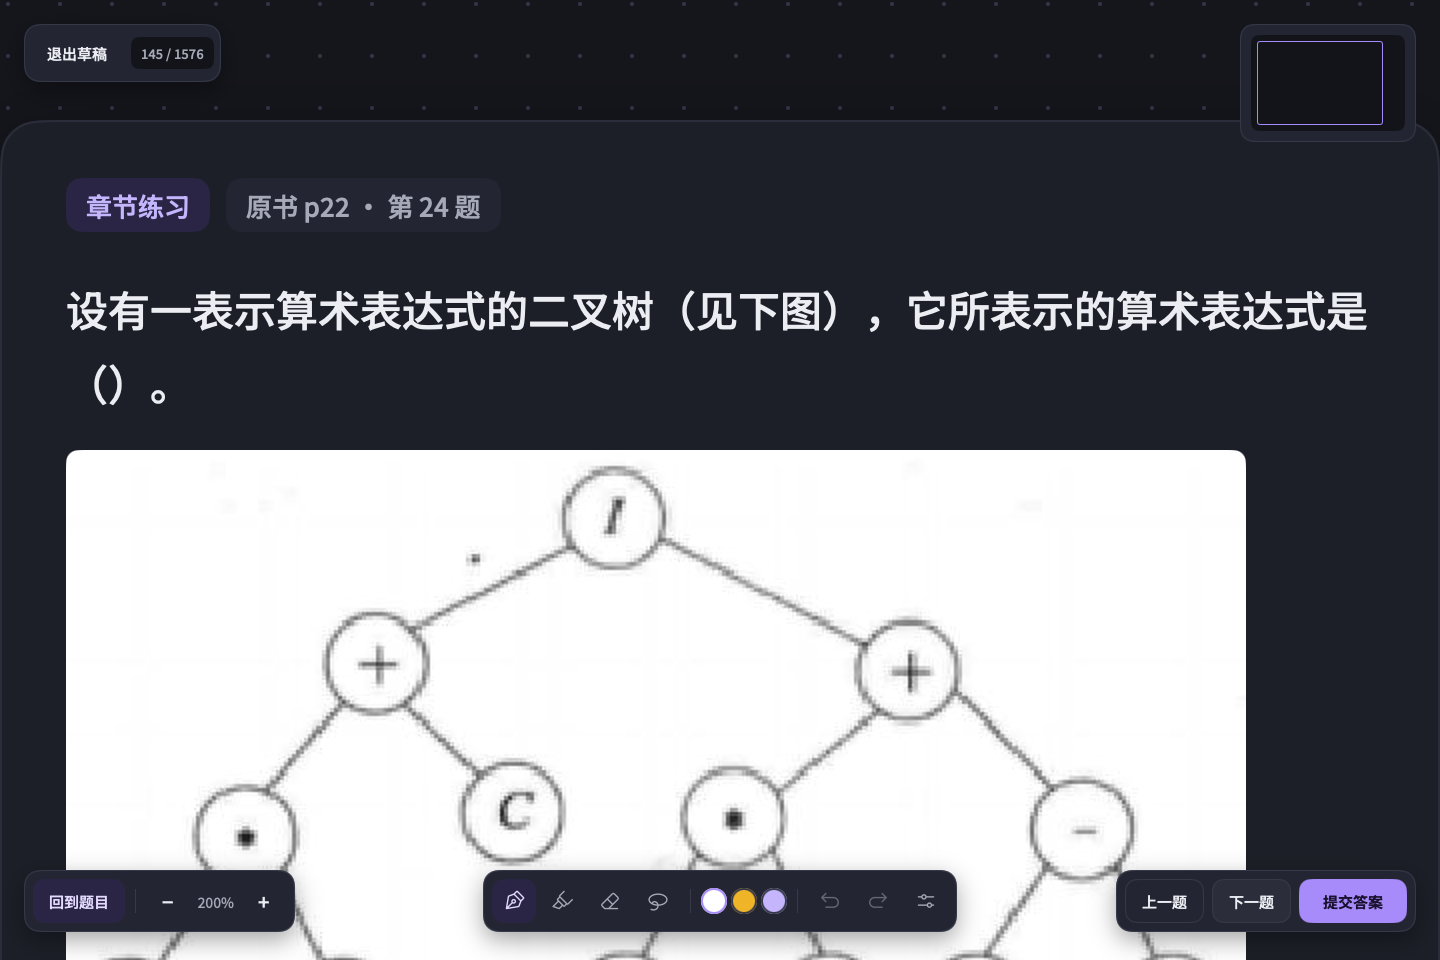 退出草稿 145 / 1576
章节练习 原书 p22 · 第 24 题
设有一表示算术表达式的二叉树（见下图），它所表示的算术表达式是
（）。
/
+ +
• C • −
回到题目 − 200% + 上一题 下一题 提交答案